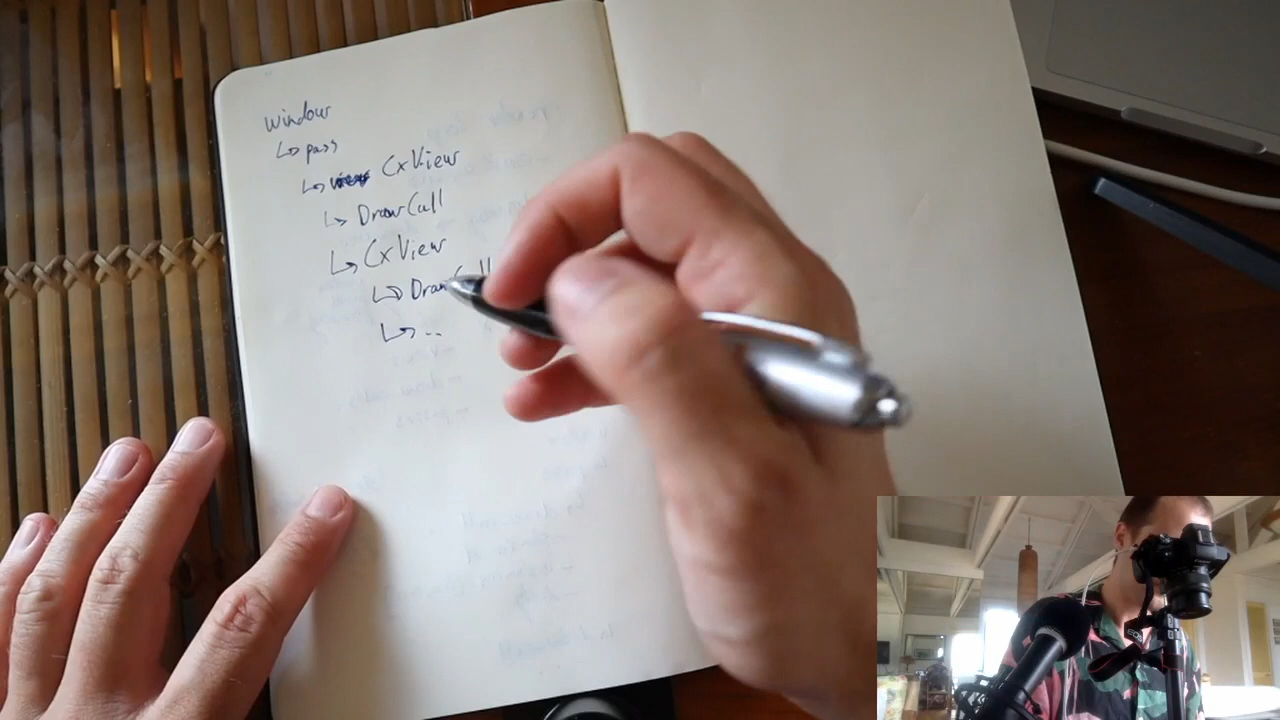 window
↳ pass
↳ CxView
↳ DrawCall
↳ CxView
↳ DrawCall
↳ ...